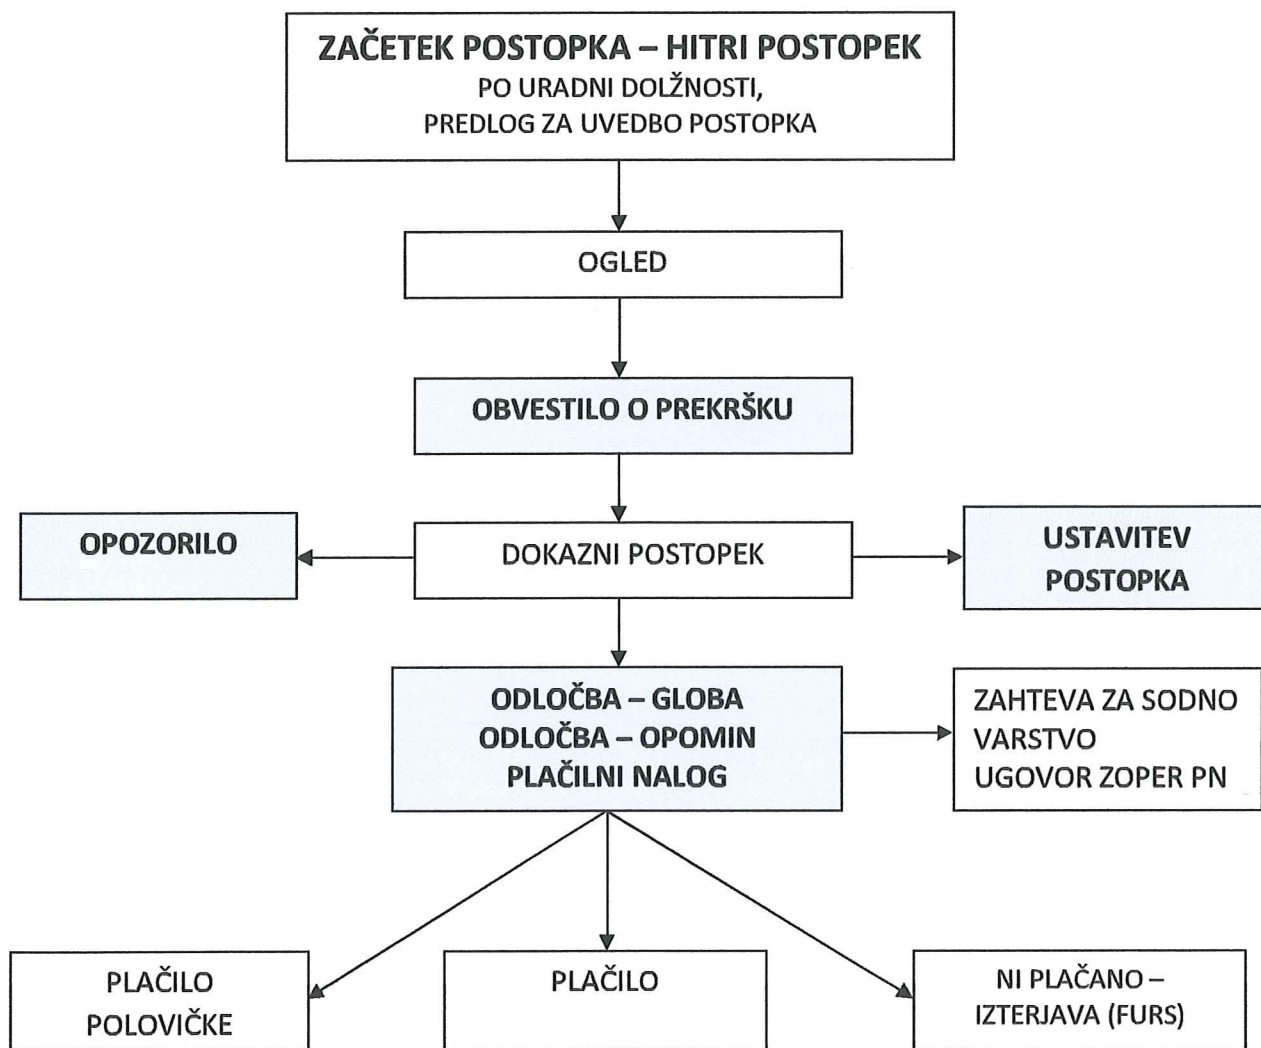 ZAČETEK POSTOPKA – HITRI POSTOPEK
PO URADNI DOLŽNOSTI,
PREDLOG ZA UVEDBO POSTOPKA
OGLED
OBVESTILO O PREKRŠKU
OPOZORILO
DOKAZNI POSTOPEK
USTAVITEV
POSTOPKA
ODLOČBA – GLOBA
ODLOČBA – OPOMIN
PLAČILNI NALOG
ZAHTEVA ZA SODNO
VARSTVO
UGOVOR ZOPER PN
PLAČILO
POLOVIČKE
PLAČILO
NI PLAČANO –
IZTERJAVA (FURS)